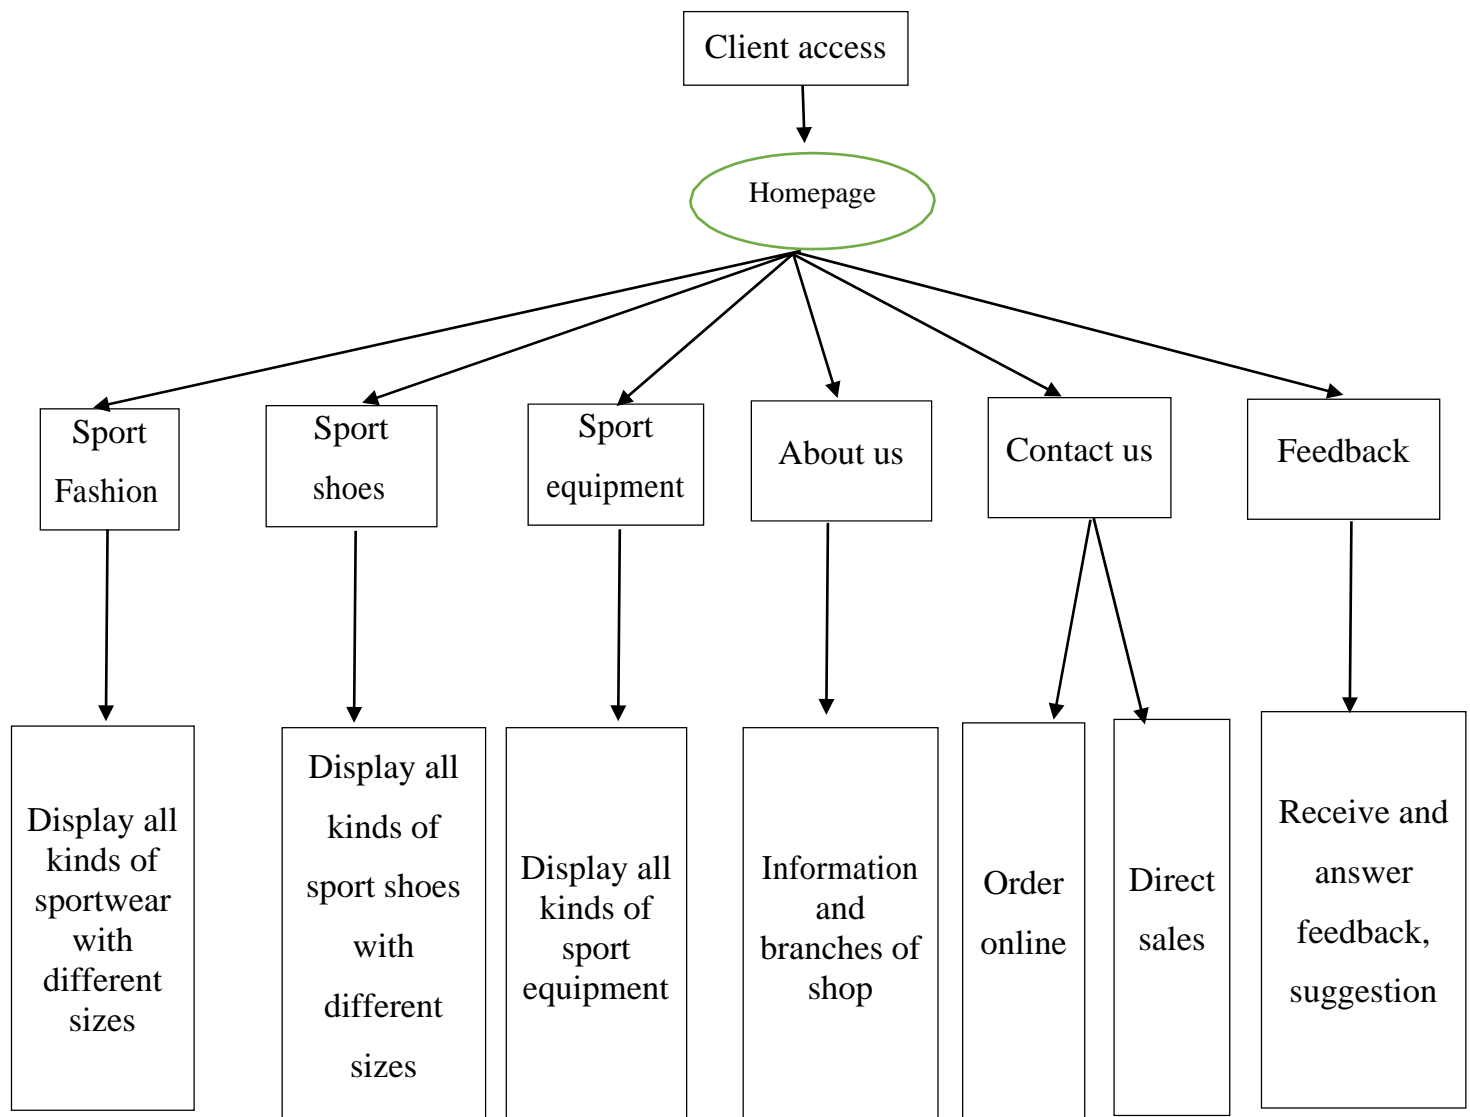 Client access
Homepage
Sport
Fashion
Sport
shoes
Sport
equipment
About us
Contact us
Feedback
Display all
kinds of
sportwear
with
different
sizes
Display all
kinds of
sport shoes
with
different
sizes
Display all
kinds of
sport
equipment
Information
and
branches of
shop
Order
online
Direct
sales
Receive and
answer
feedback,
suggestion